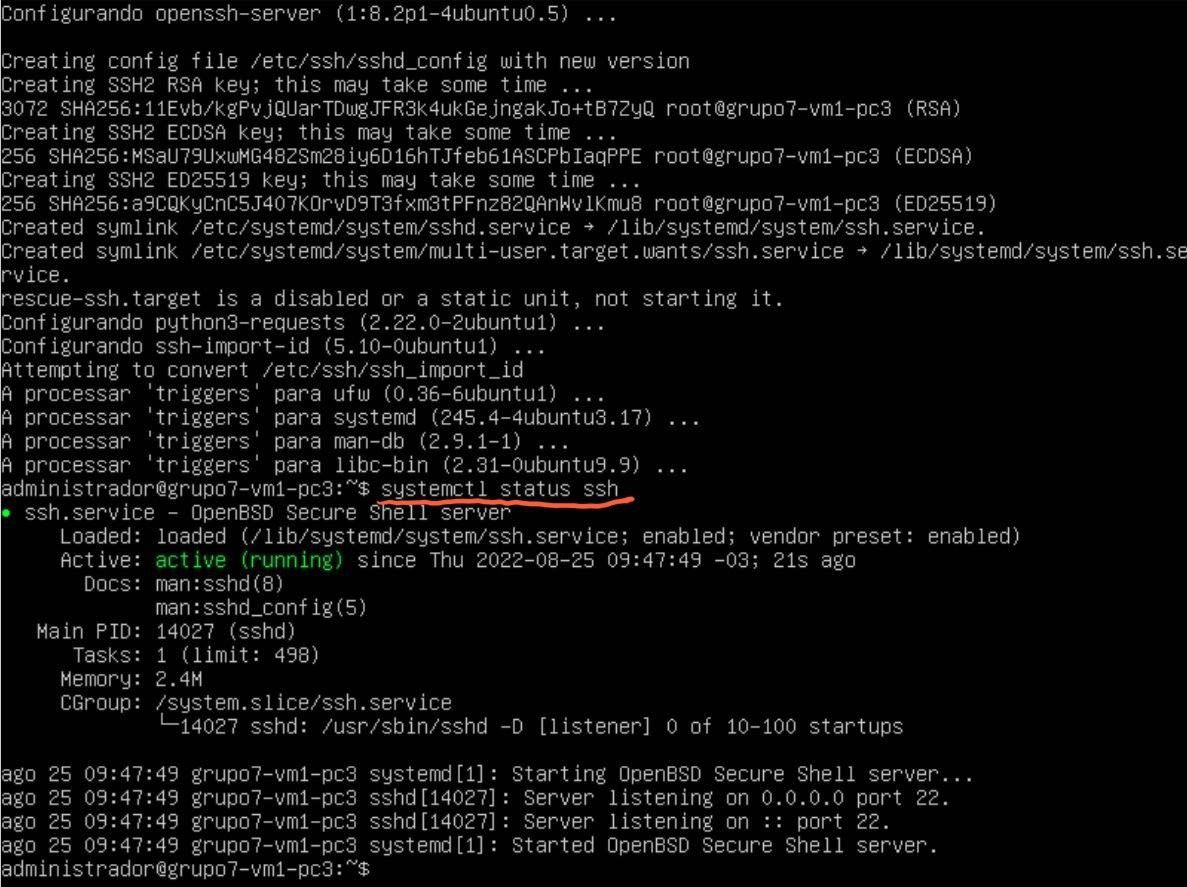 Configurando openssh-server (1:8.2p1-4ubuntu0.5) ...
Creating config file /etc/ssh/sshd_config with new version
Creating SSH2 RSA key; this may take some time ...
3072 SHA256:11Evb/kgPvjQUarTDwgJFR3k4ukGejngakJo+tB7ZyQ root@grupo7-vm1-pc3 (RSA)
Creating SSH2 ECDSA key; this may take some time ...
256 SHA256:MSaU79UxwMG48ZSm28iy6D16hTJfeb61ASCPbIaqPPE root@grupo7-vm1-pc3 (ECDSA)
Creating SSH2 ED25519 key; this may take some time ...
256 SHA256:a9CQKyCnC5J4O7KOrvD9T3fxm3tPFnz82QAnWvlKmu8 root@grupo7-vm1-pc3 (ED25519)
Created symlink /etc/systemd/system/sshd.service → /lib/systemd/system/ssh.service.
Created symlink /etc/systemd/system/multi-user.target.wants/ssh.service → /lib/systemd/system/ssh.se
rvice.
rescue-ssh.target is a disabled or a static unit, not starting it.
Configurando python3-requests (2.22.0-2ubuntu1) ...
Configurando ssh-import-id (5.10-0ubuntu1) ...
Attempting to convert /etc/ssh/ssh_import_id
A processar 'triggers' para ufw (0.36-6ubuntu1) ...
A processar 'triggers' para systemd (245.4-4ubuntu3.17) ...
A processar 'triggers' para man-db (2.9.1-1) ...
A processar 'triggers' para libc-bin (2.31-0ubuntu9.9) ...
administrador@grupo7-vm1-pc3:~$ systemctl status ssh
● ssh.service - OpenBSD Secure Shell server
Loaded: loaded (/lib/systemd/system/ssh.service; enabled; vendor preset: enabled)
Active: active (running) since Thu 2022-08-25 09:47:49 -03; 21s ago
Docs: man:sshd(8)
man:sshd_config(5)
Main PID: 14027 (sshd)
Tasks: 1 (limit: 498)
Memory: 2.4M
CGroup: /system.slice/ssh.service
└─14027 sshd: /usr/sbin/sshd -D [listener] 0 of 10-100 startups
ago 25 09:47:49 grupo7-vm1-pc3 systemd[1]: Starting OpenBSD Secure Shell server...
ago 25 09:47:49 grupo7-vm1-pc3 sshd[14027]: Server listening on 0.0.0.0 port 22.
ago 25 09:47:49 grupo7-vm1-pc3 sshd[14027]: Server listening on :: port 22.
ago 25 09:47:49 grupo7-vm1-pc3 systemd[1]: Started OpenBSD Secure Shell server.
administrador@grupo7-vm1-pc3:~$